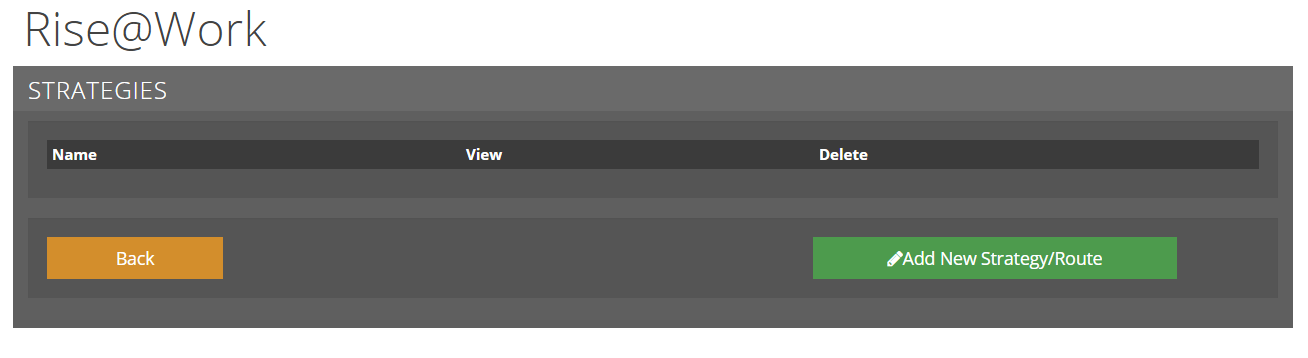 Rise@Work
STRATEGIES
Name View Delete
Back Add New Strategy/Route